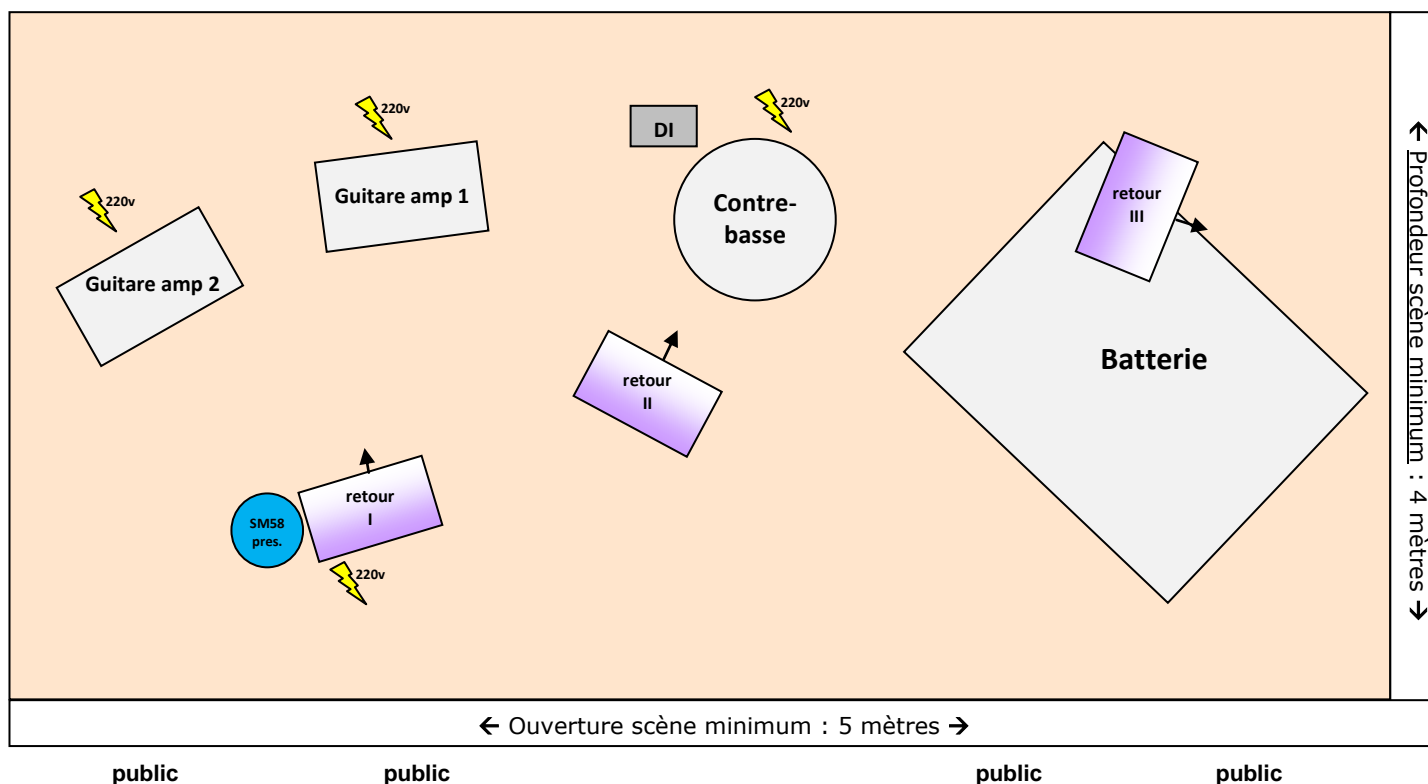 220v
220v
220v
DI
Guitare amp 1
Contre-
basse
retour
III
Guitare amp 2
Batterie
retour
II
retour
I
SM58
pres.
220v
← Profondeur scène minimum : 4 mètres →
← Ouverture scène minimum : 5 mètres →
public
public
public
public